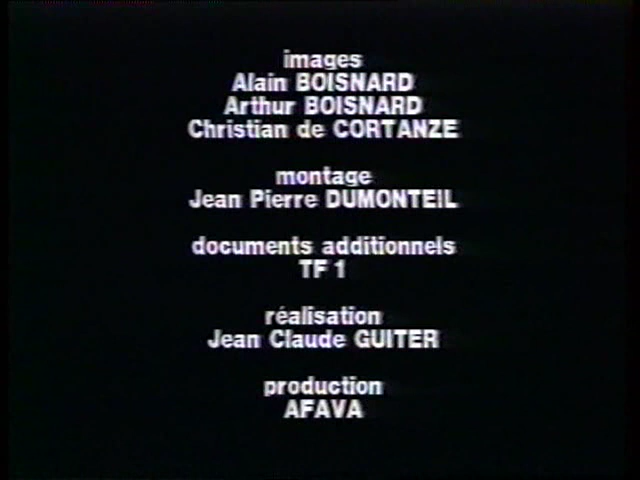 images
Alain BOISNARD
Arthur BOISNARD
Christian de CORTANZE
montage
Jean Pierre DUMONTEIL
documents additionnels
TF 1
réalisation
Jean Claude GUITER
production
AFAVA